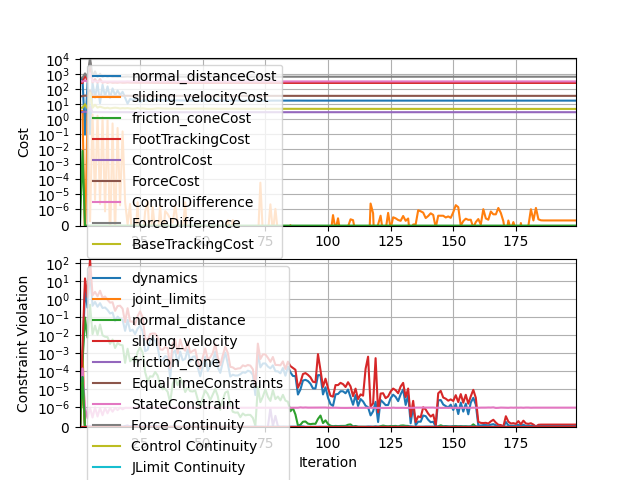 10⁴
10³
10²
10¹
10⁰
10⁻¹
10⁻²
10⁻³
10⁻⁴
10⁻⁵
10⁻⁶
0
Cost
normal_distanceCost
sliding_velocityCost
friction_coneCost
FootTrackingCost
ControlCost
ForceCost
ControlDifference
ForceDifference
BaseTrackingCost
25 75 100 125 150 175
10²
10¹
10⁰
10⁻¹
10⁻²
10⁻³
10⁻⁴
10⁻⁵
10⁻⁶
0
Constraint Violation
dynamics
joint_limits
normal_distance
sliding_velocity
friction_cone
EqualTimeConstraints
StateConstraint
Force Continuity
Control Continuity
JLimit Continuity
75 100 125 150 175
Iteration